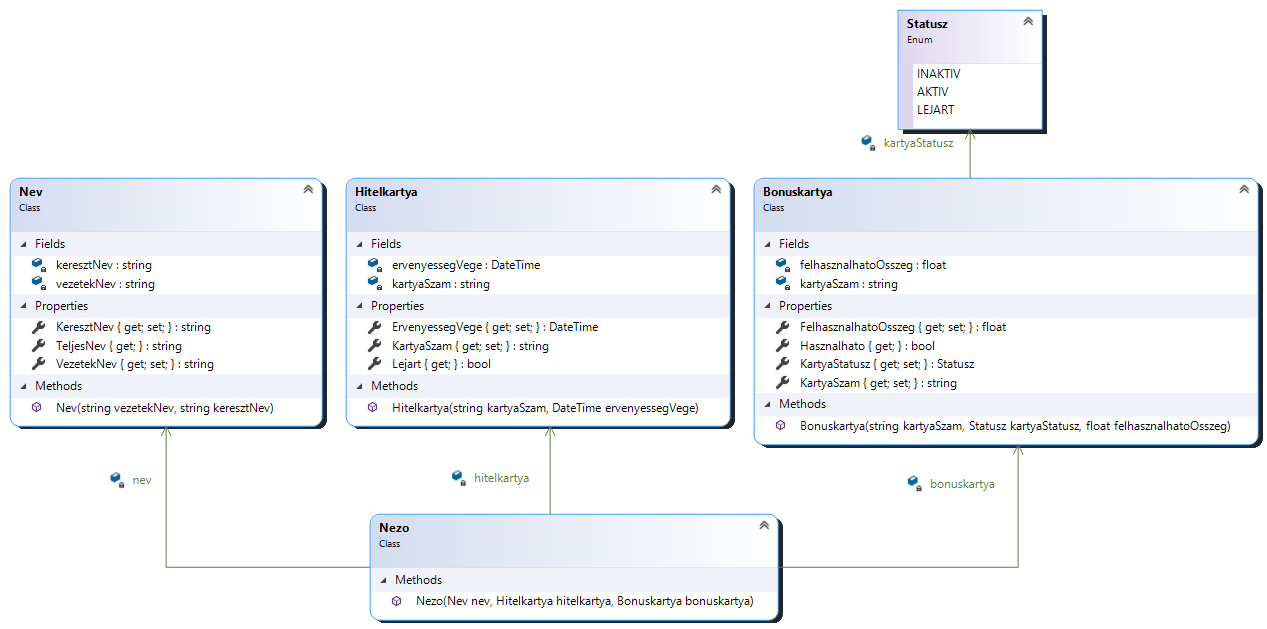 Statusz
Enum
INAKTIV
AKTIV
LEJART
kartyaStatusz
Nev
Class
Fields
keresztNev : string
vezetekNev : string
Properties
KeresztNev { get; set; } : string
TeljesNev { get; } : string
VezetekNev { get; set; } : string
Methods
Nev(string vezetekNev, string keresztNev)
Hitelkartya
Class
Fields
ervenyessegVege : DateTime
kartyaSzam : string
Properties
ErvenyessegVege { get; set; } : DateTime
KartyaSzam { get; set; } : string
Lejart { get; } : bool
Methods
Hitelkartya(string kartyaSzam, DateTime ervenyessegVege)
Bonuskartya
Class
Fields
felhasznalhatoOsszeg : float
kartyaSzam : string
Properties
FelhasznalhatoOsszeg { get; set; } : float
Hasznalhato { get; } : bool
KartyaStatusz { get; set; } : Statusz
KartyaSzam { get; set; } : string
Methods
Bonuskartya(string kartyaSzam, Statusz kartyaStatusz, float felhasznalhatoOsszeg)
nev
hitelkartya
bonuskartya
Nezo
Class
Methods
Nezo(Nev nev, Hitelkartya hitelkartya, Bonuskartya bonuskartya)